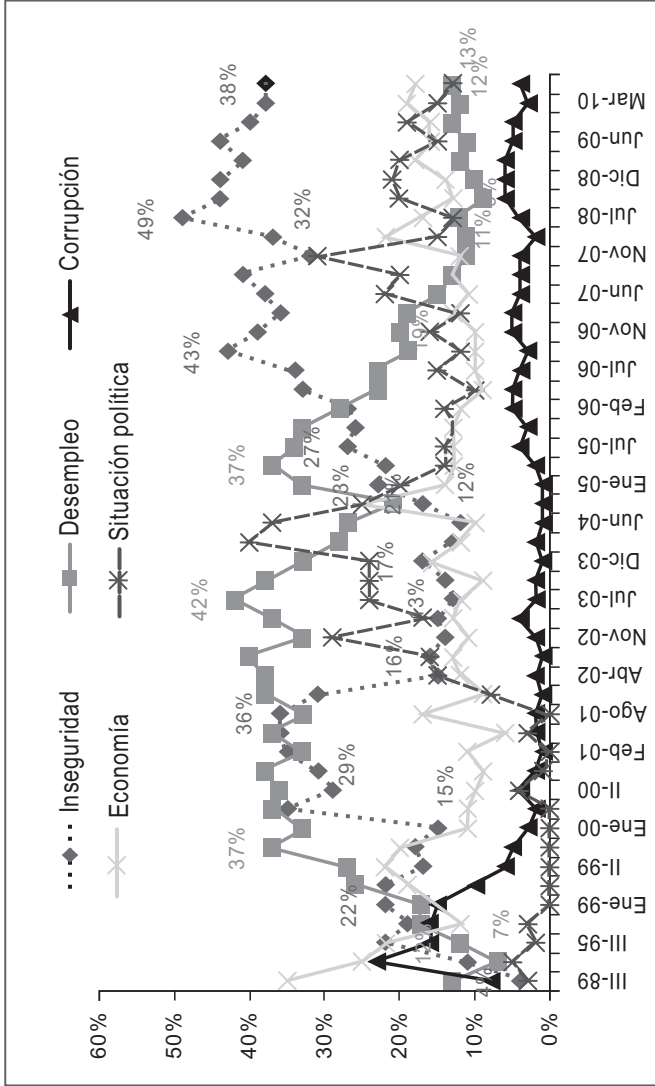 Inseguridad
Desempleo
Corrupción
Economía
Situación política
60%
50%
40%
30%
20%
10%
0%
III-89
III-95
Ene-99
II-99
Ene-00
II-00
Feb-01
Ago-01
Abr-02
Nov-02
Jul-03
Dic-03
Jun-04
Ene-05
Jul-05
Feb-06
Jul-06
Nov-06
Jun-07
Nov-07
Jul-08
Dic-08
Jun-09
Mar-10
4%
7%
22%
37%
15%
29%
36%
16%
42%
17%
12%
23%
37%
27%
43%
19%
32%
49%
11%
38%
12%
13%